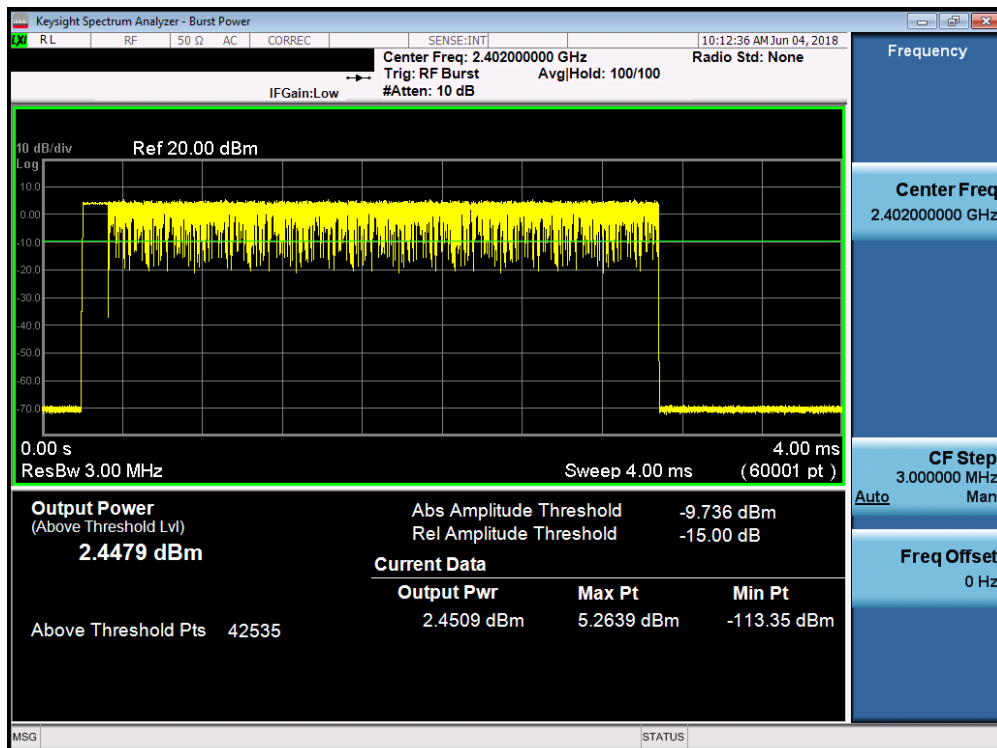 Keysight Spectrum Analyzer - Burst Power
LXI RL RF 50 Ω AC CORREC SENSE:INT 10:12:36 AM Jun 04, 2018
Center Freq: 2.402000000 GHz Radio Std: None
Trig: RF Burst Avg|Hold: 100/100
IFGain:Low #Atten: 10 dB
10 dB/div Ref 20.00 dBm
Log
10.0
0.00
-10.0
-20.0
-30.0
-40.0
-50.0
-60.0
-70.0
0.00 s 4.00 ms
ResBw 3.00 MHz Sweep 4.00 ms (60001 pt)
Output Power
(Above Threshold Lvl)
2.4479 dBm
Above Threshold Pts 42535
Abs Amplitude Threshold -9.736 dBm
Rel Amplitude Threshold -15.00 dB
Current Data
Output Pwr Max Pt Min Pt
2.4509 dBm 5.2639 dBm -113.35 dBm
Frequency
Center Freq
2.402000000 GHz
CF Step
3.000000 MHz
Auto Man
Freq Offset
0 Hz
MSG STATUS